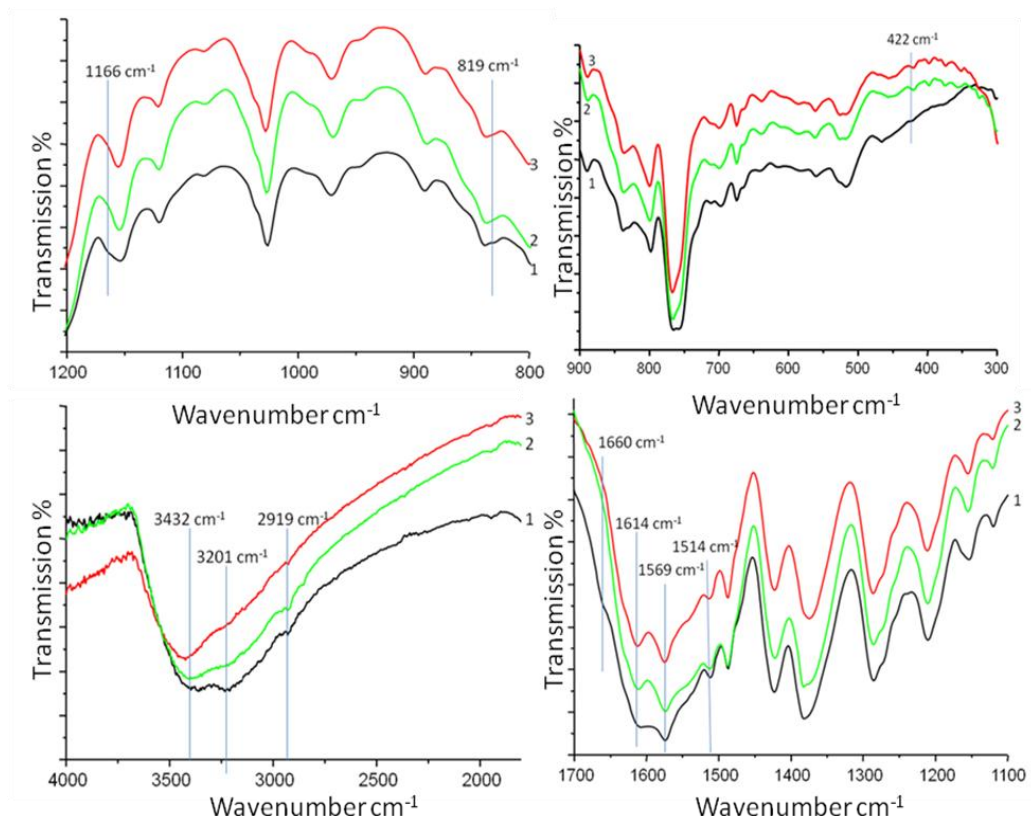 1166 cm-1
819 cm-1
Transmission %
3
2
1
1200
1100
1000
900
800
Wavenumber cm-1
422 cm-1
Transmission %
3
2
1
900
800
700
600
500
400
300
Wavenumber cm-1
3
2
1
3432 cm-1
2919 cm-1
3201 cm-1
Transmission %
4000
3500
3000
2500
2000
Wavenumber cm-1
3
2
1
1660 cm-1
1614 cm-1
1514 cm-1
1569 cm-1
Transmission %
1700
1600
1500
1400
1300
1200
1100
Wavenumber cm-1